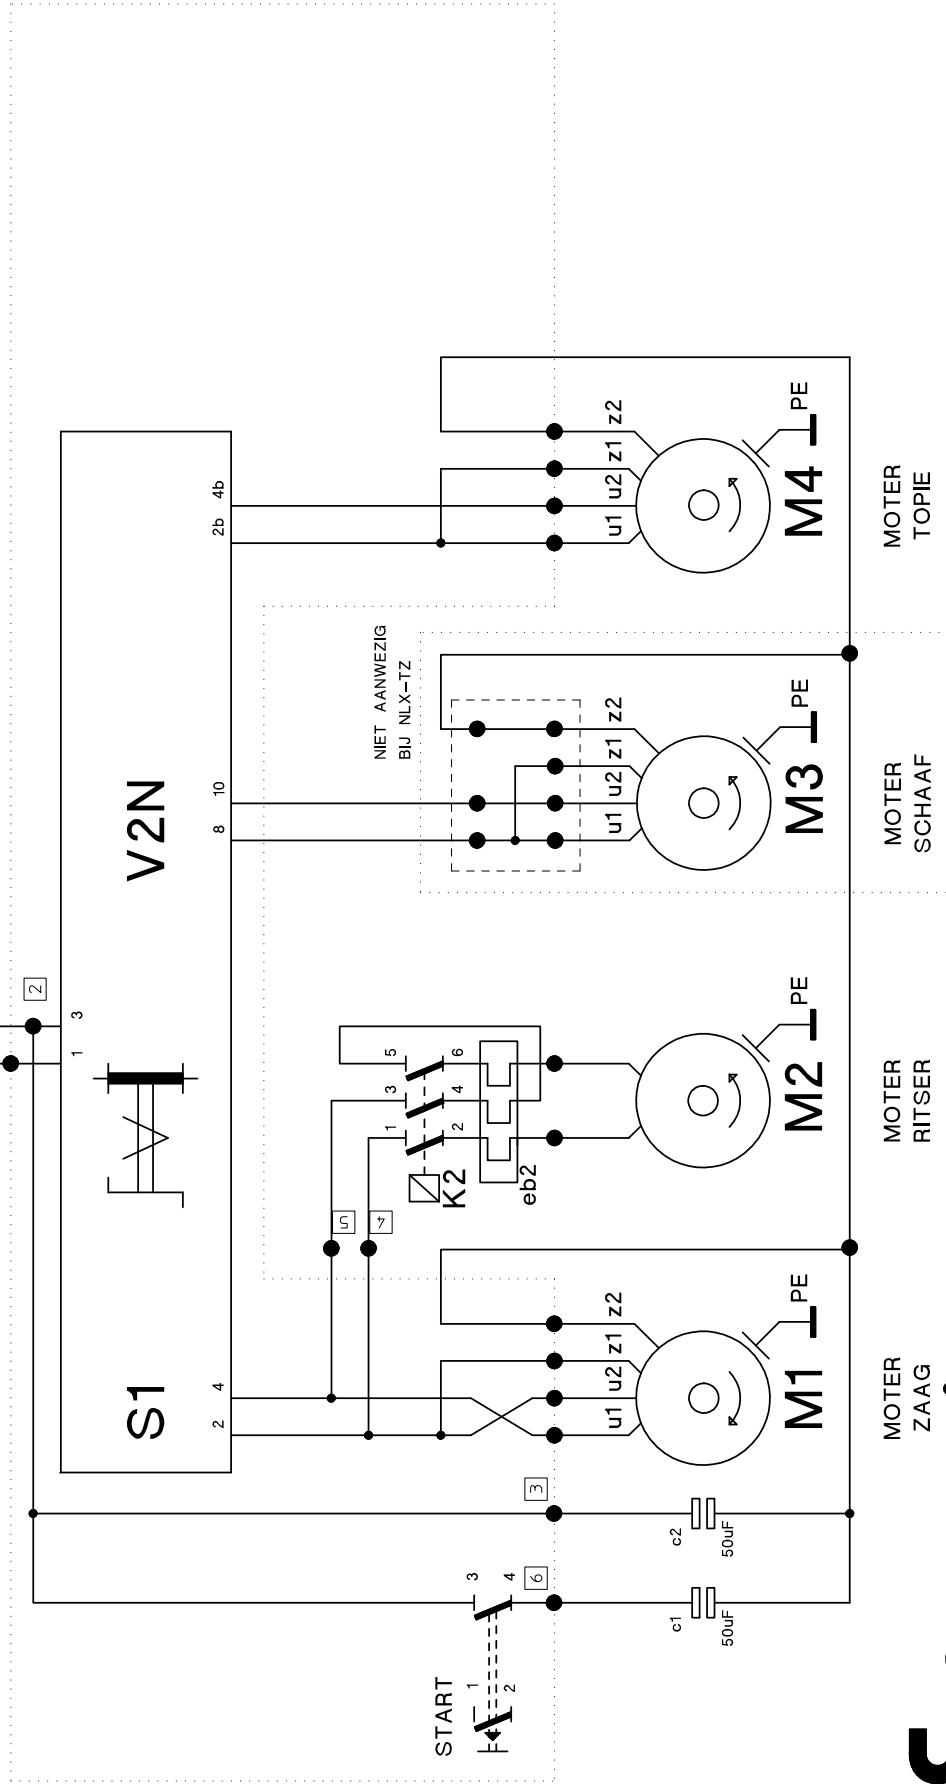 4b
2b
z2
z1
u2
u1
PE
M4
MOTER
TOPIE
V2N
10
8
NIET AANWEZIG
BIJ NLX-TZ
z2
z1
u2
u1
PE
M3
MOTER
SCHAAF
2
3
1
5
6
3
4
1
2
K2
eb2
5
4
PE
M2
MOTER
RITSER
S1
4
2
z2
z1
u2
u1
PE
M1
MOTER
ZAAG
3
c2
50uF
3
4
6
c1
50uF
START
1
2